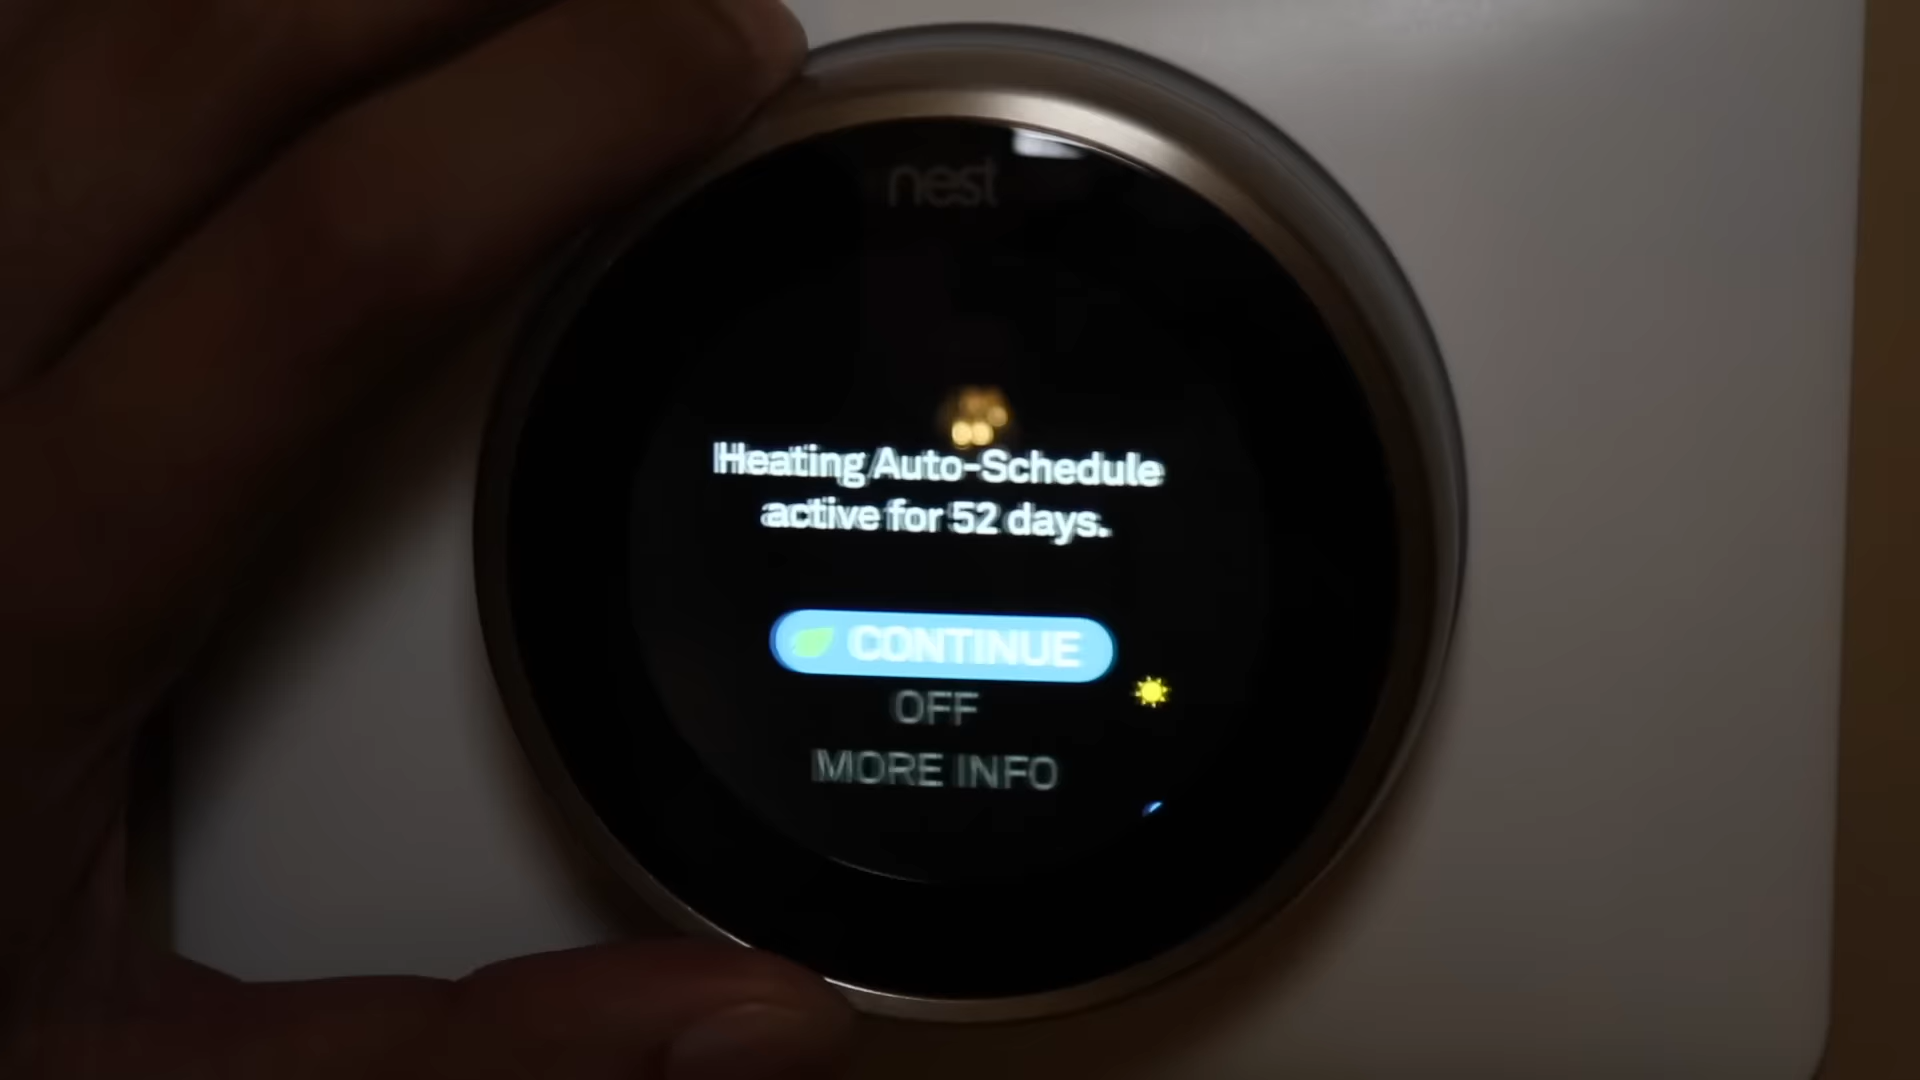 nest
Heating Auto-Schedule
active for 52 days.
CONTINUE
OFF
MORE INFO